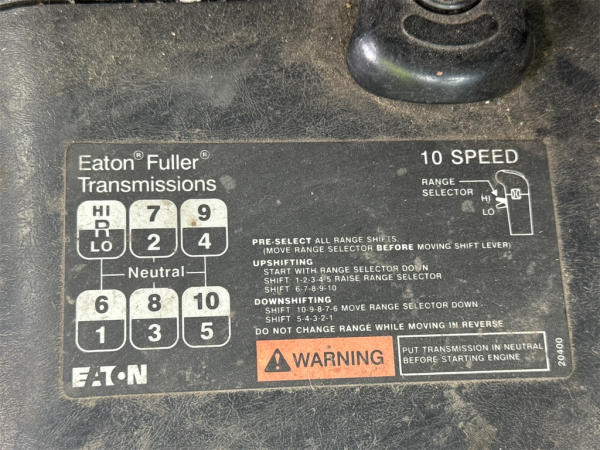 Eaton® Fuller®
Transmissions
10 SPEED
RANGE
SELECTOR
HI
LO
HI
R
LO
7
2
9
4
Neutral
6
1
8
3
10
5
PRE-SELECT ALL RANGE SHIFTS.
(MOVE RANGE SELECTOR BEFORE MOVING SHIFT LEVER)
UPSHIFTING
START WITH RANGE SELECTOR DOWN
SHIFT 1-2-3-4-5 RAISE RANGE SELECTOR
SHIFT 6-7-8-9-10
DOWNSHIFTING
SHIFT 10-9-8-7-6 MOVE RANGE SELECTOR DOWN
SHIFT 5-4-3-2-1
DO NOT CHANGE RANGE WHILE MOVING IN REVERSE
WARNING
PUT TRANSMISSION IN NEUTRAL
BEFORE STARTING ENGINE
20400
EATON